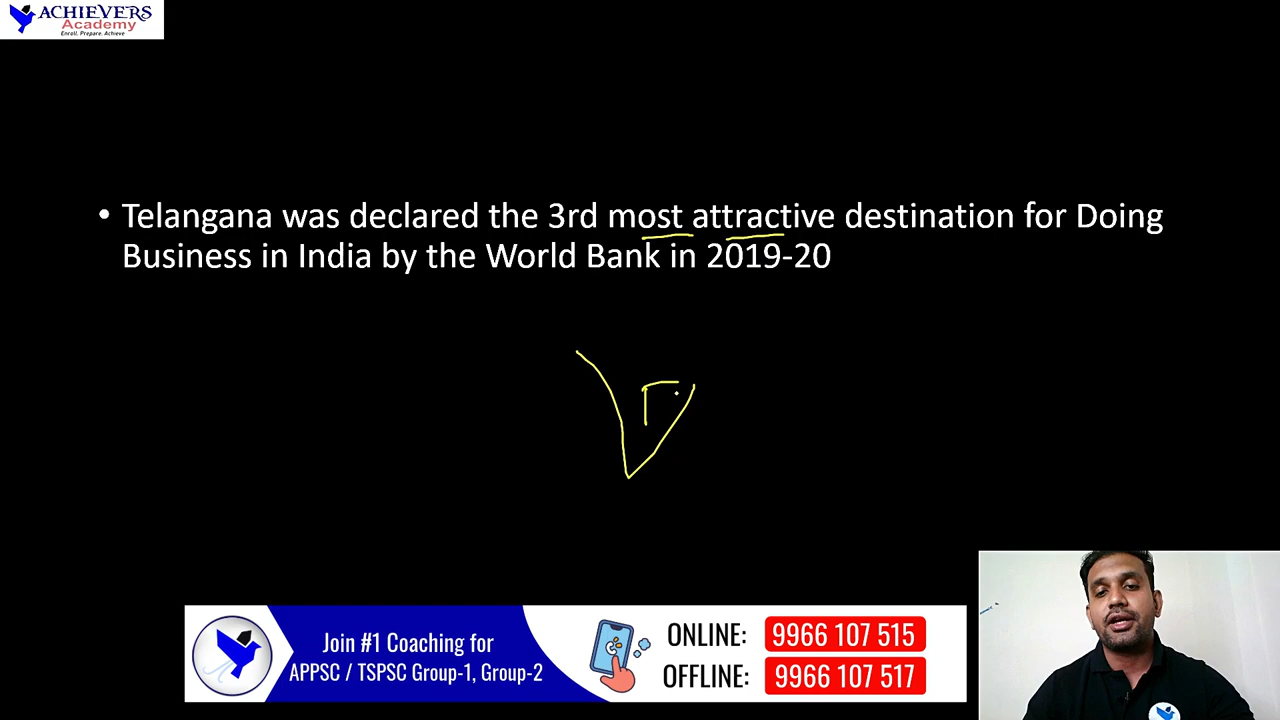 ACHIEVERS
Academy
Enroll. Prepare. Achieve
• Telangana was declared the 3rd most attractive destination for Doing
Business in India by the World Bank in 2019-20
Join #1 Coaching for
APPSC / TSPSC Group-1, Group-2
ONLINE: 9966 107 515
OFFLINE: 9966 107 517